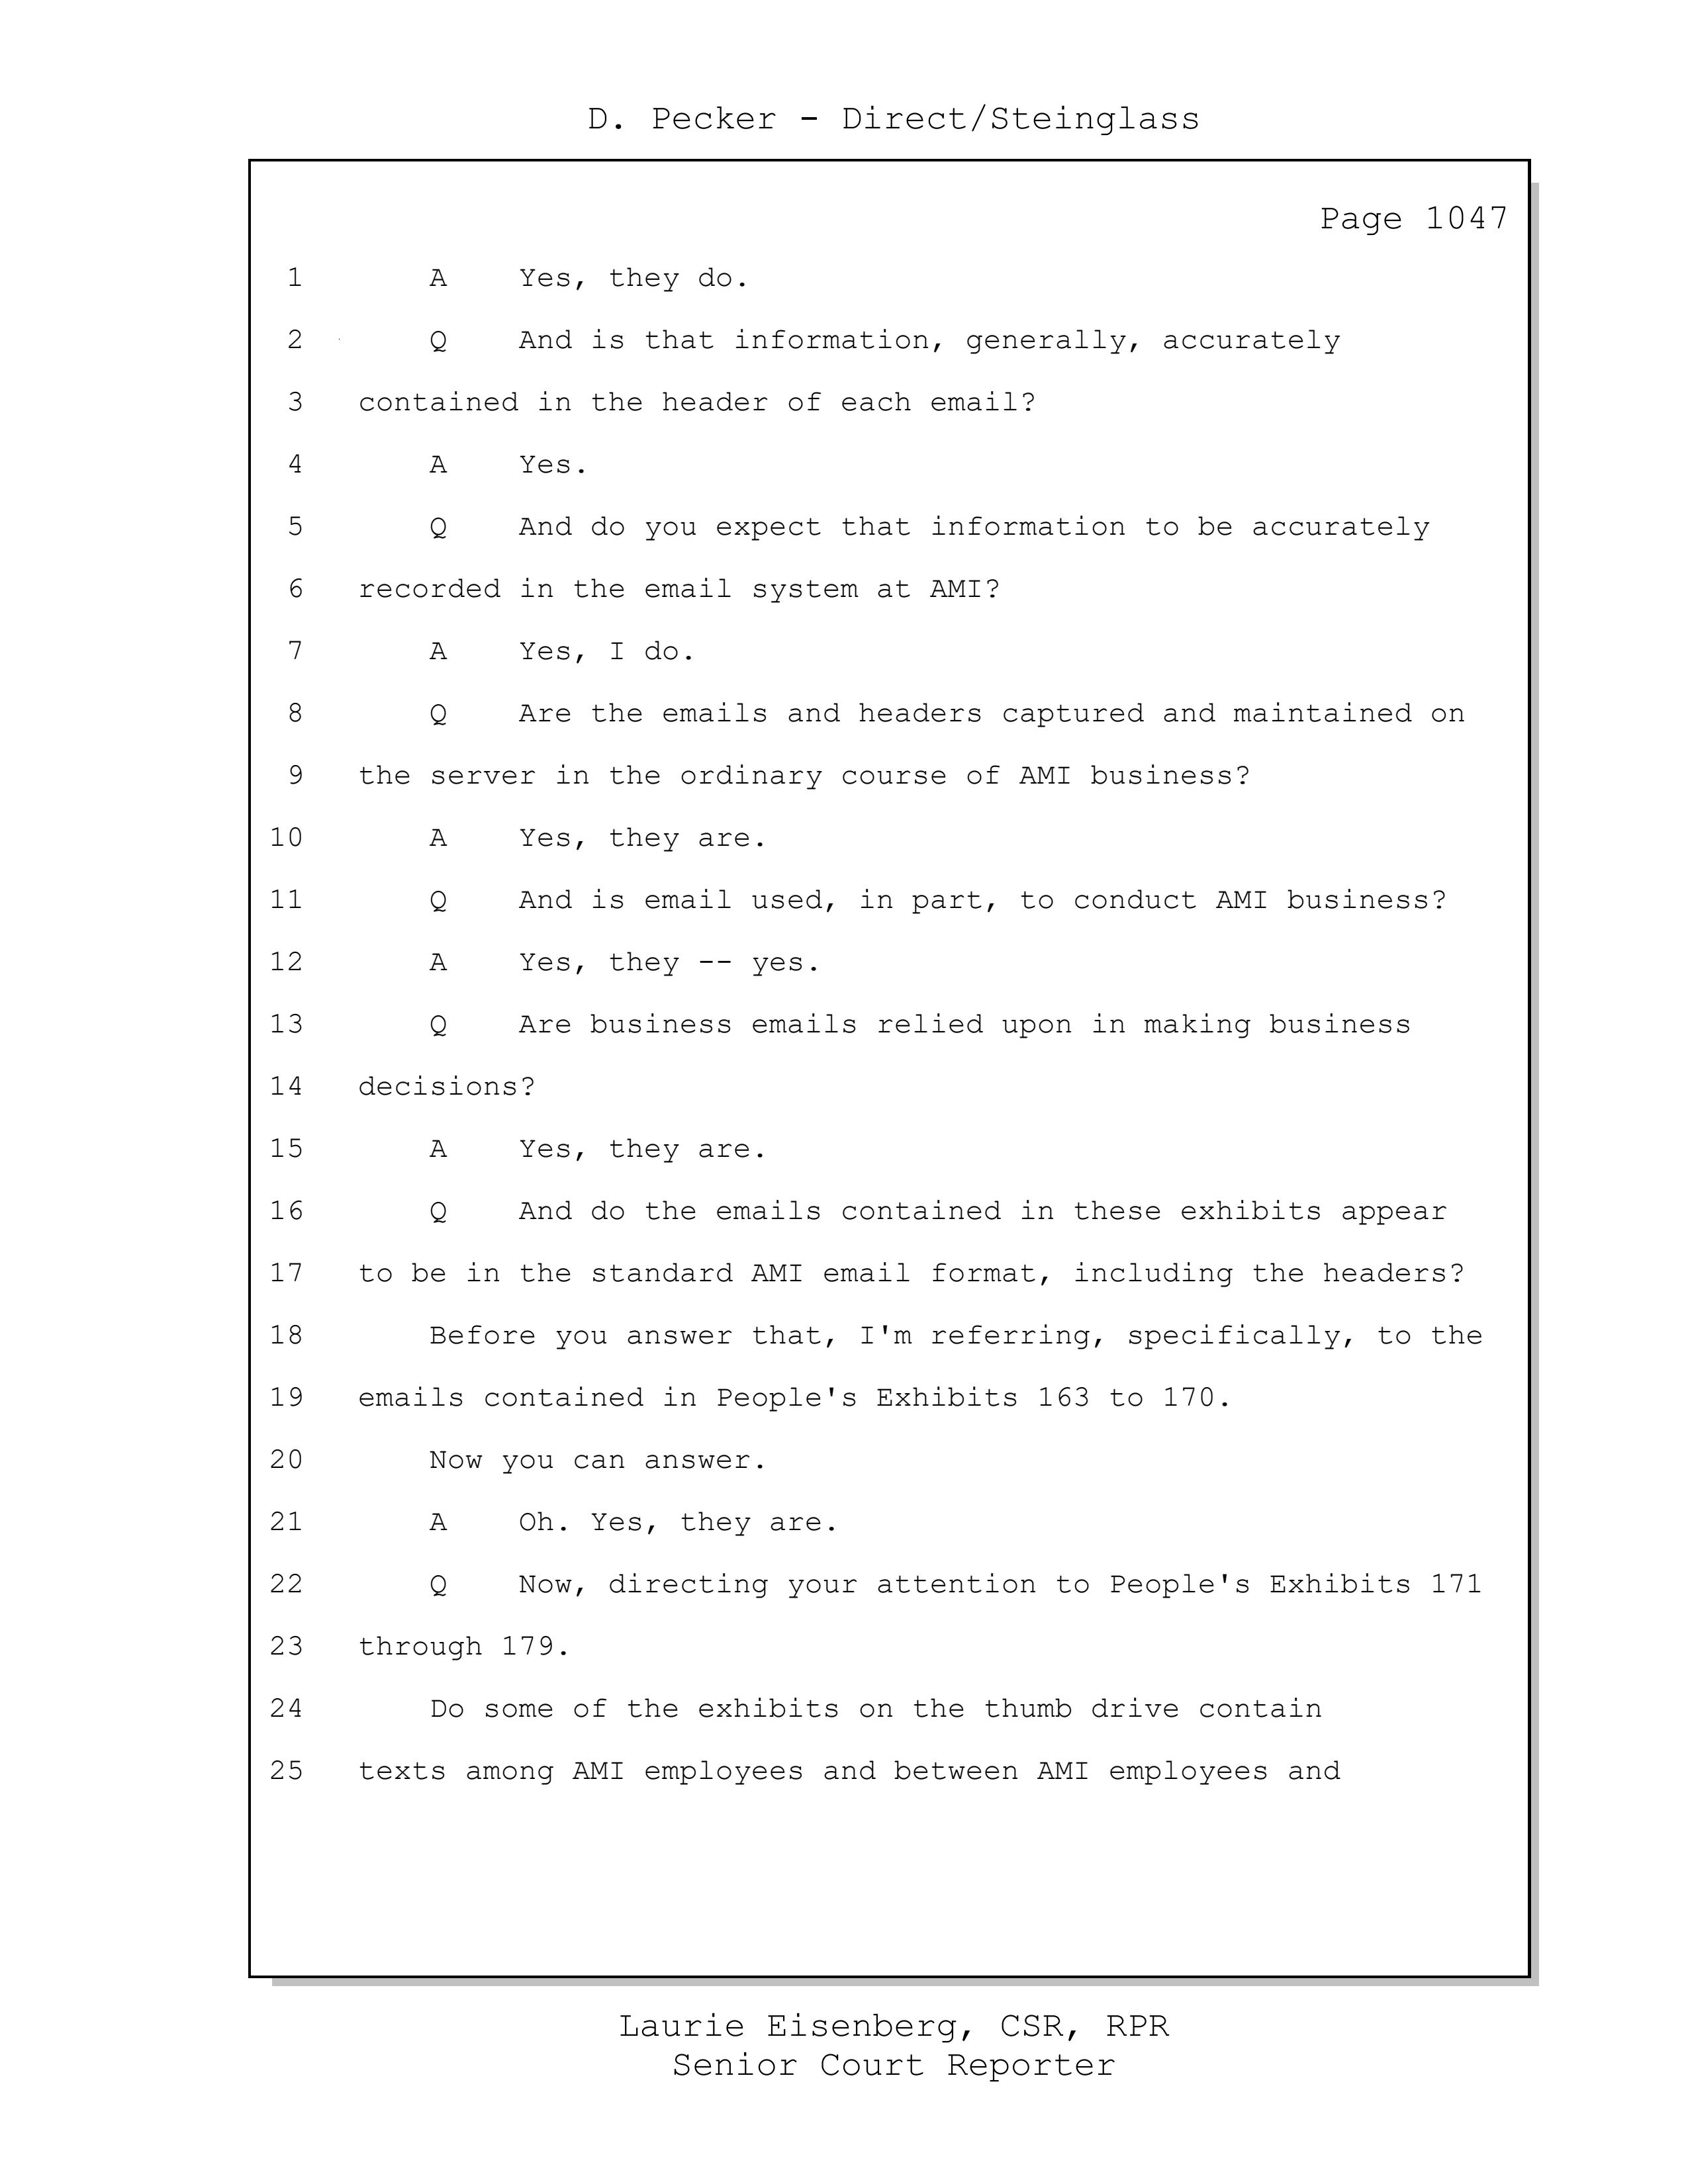 D. Pecker - Direct/Steinglass
Page 1047
1 A Yes, they do.
2 Q And is that information, generally, accurately
3 contained in the header of each email?
4 A Yes.
5 Q And do you expect that information to be accurately
6 recorded in the email system at AMI?
7 A Yes, I do.
8 Q Are the emails and headers captured and maintained on
9 the server in the ordinary course of AMI business?
10 A Yes, they are.
11 Q And is email used, in part, to conduct AMI business?
12 A Yes, they -- yes.
13 Q Are business emails relied upon in making business
14 decisions?
15 A Yes, they are.
16 Q And do the emails contained in these exhibits appear
17 to be in the standard AMI email format, including the headers?
18 Before you answer that, I'm referring, specifically, to the
19 emails contained in People's Exhibits 163 to 170.
20 Now you can answer.
21 A Oh. Yes, they are.
22 Q Now, directing your attention to People's Exhibits 171
23 through 179.
24 Do some of the exhibits on the thumb drive contain
25 texts among AMI employees and between AMI employees and
Laurie Eisenberg, CSR, RPR
Senior Court Reporter